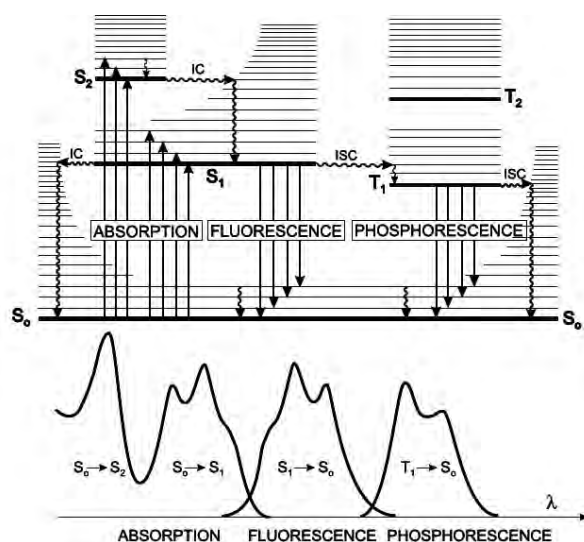 S₂
IC
T₂
IC
S₁
ISC
T₁
ISC
ABSORPTION
FLUORESCENCE
PHOSPHORESCENCE
Sₒ
Sₒ
Sₒ→S₂
Sₒ→S₁
S₁→Sₒ
T₁→Sₒ
λ
ABSORPTION
FLUORESCENCE
PHOSPHORESCENCE